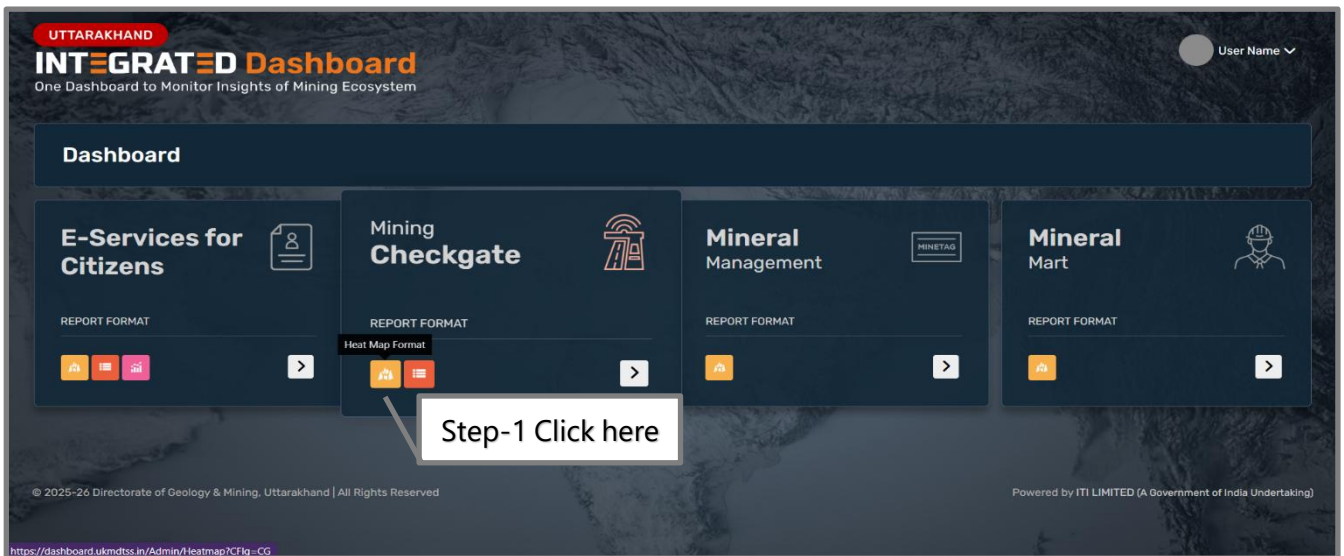 UTTARAKHAND
INTEGRATED Dashboard
One Dashboard to Monitor Insights of Mining Ecosystem
User Name
Dashboard
E-Services for
Citizens
REPORT FORMAT
Mining
Checkgate
REPORT FORMAT
Heat Map Format
Mineral
Management
MINETAG
REPORT FORMAT
Mineral
Mart
REPORT FORMAT
Step-1 Click here
© 2025-26 Directorate of Geology & Mining, Uttarakhand | All Rights Reserved
Powered by ITI LIMITED (A Government of India Undertaking)
https://dashboard.ukmdtss.in/Admin/Heatmap?CFlg=CG